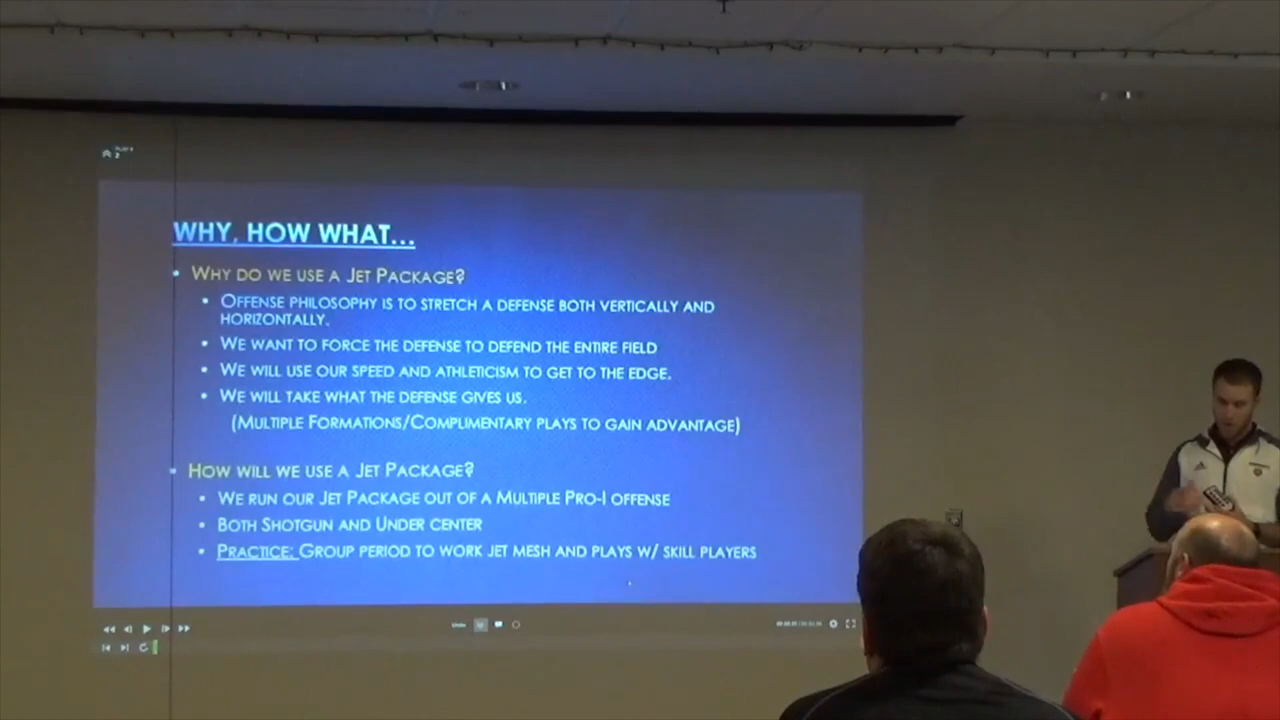 WHY, HOW WHAT...
• WHY DO WE USE A JET PACKAGE?
• OFFENSE PHILOSOPHY IS TO STRETCH A DEFENSE BOTH VERTICALLY AND
HORIZONTALLY.
• WE WANT TO FORCE THE DEFENSE TO DEFEND THE ENTIRE FIELD
• WE WILL USE OUR SPEED AND ATHLETICISM TO GET TO THE EDGE.
• WE WILL TAKE WHAT THE DEFENSE GIVES US.
(MULTIPLE FORMATIONS/COMPLIMENTARY PLAYS TO GAIN ADVANTAGE)
• HOW WILL WE USE A JET PACKAGE?
• WE RUN OUR JET PACKAGE OUT OF A MULTIPLE PRO-I OFFENSE
• BOTH SHOTGUN AND UNDER CENTER
• PRACTICE: GROUP PERIOD TO WORK JET MESH AND PLAYS W/ SKILL PLAYERS